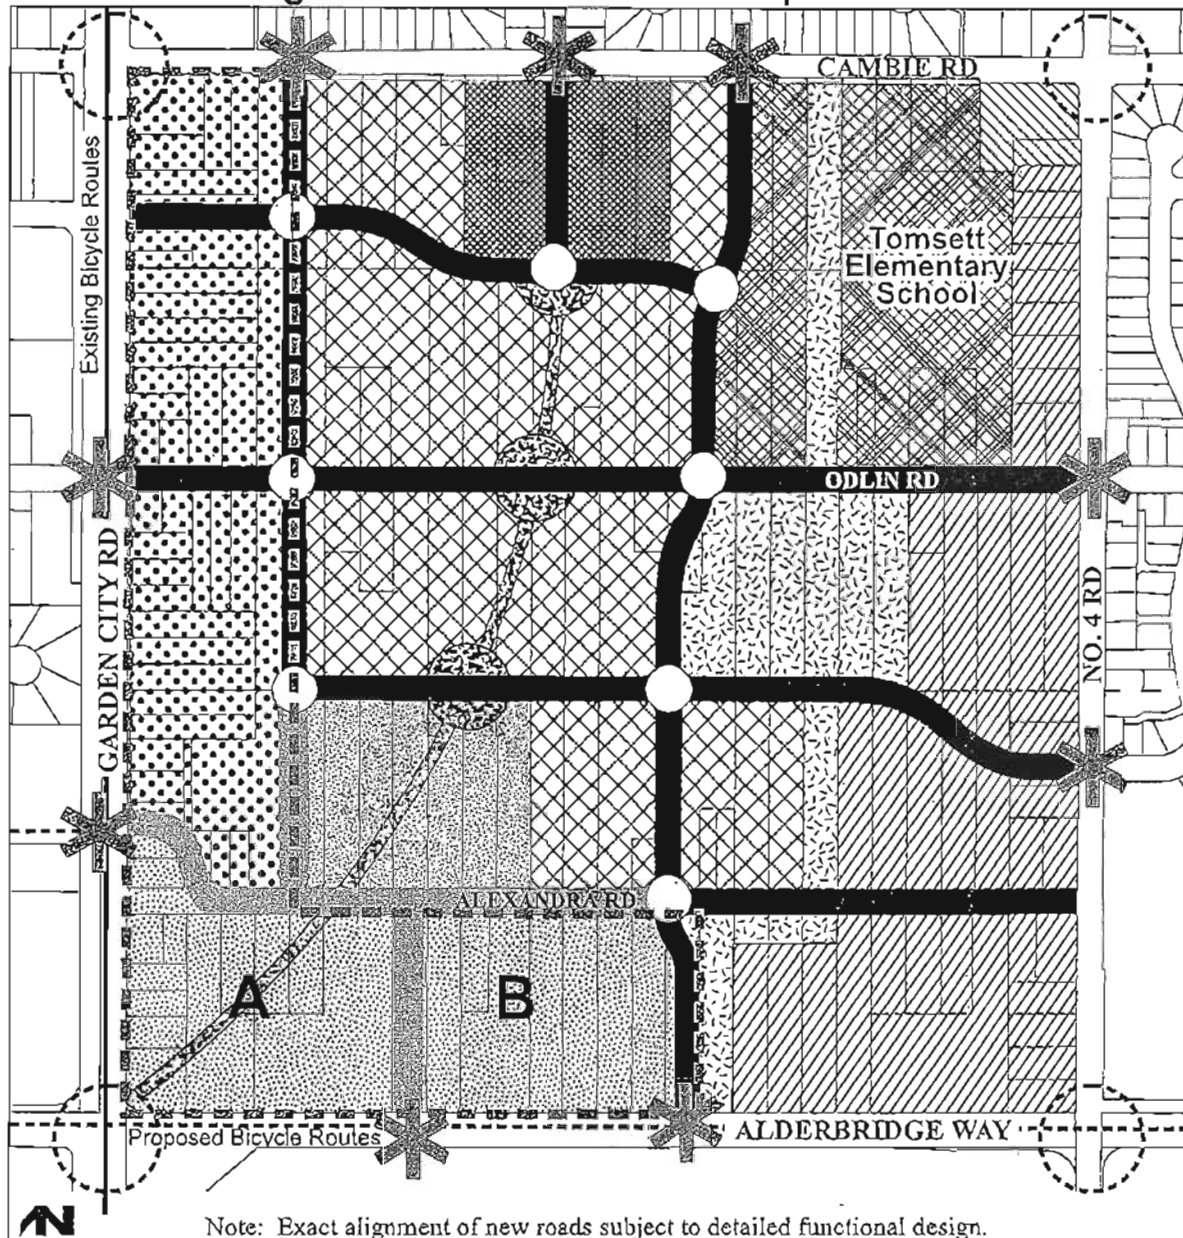 CAMBIE RD
Existing Bicycle Routes
Tomsett
Elementary
School
ODLIN RD
GARDEN CITY RD
NO. 4 RD
ALEXANDRA RD
A
B
Proposed Bicycle Routes
ALDERBRIDGE WAY
N
Note: Exact alignment of new roads subject to detailed functional design.